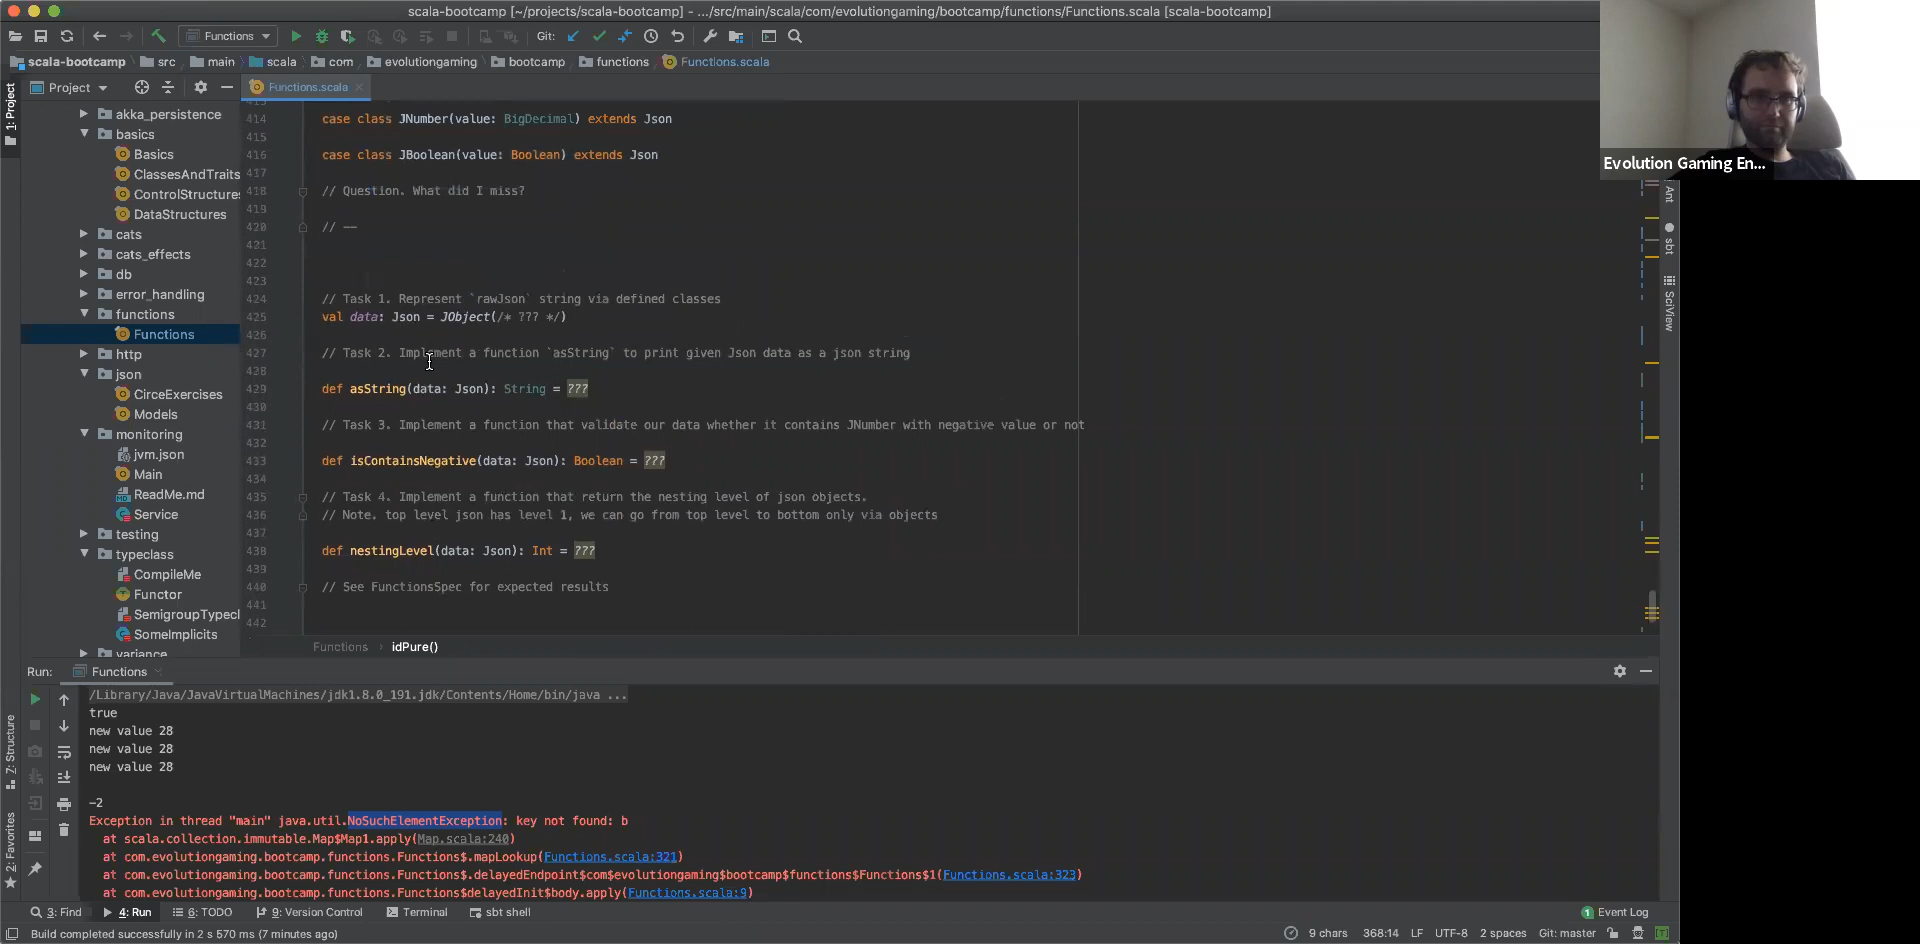 scala-bootcamp [~/projects/scala-bootcamp] - .../src/main/scala/com/evolutiongaming/bootcamp/functions/Functions.scala [scala-bootcamp]
Functions
Git:
scala-bootcamp
src
main
scala
com
evolutiongaming
bootcamp
functions
Functions.scala
Evolution Gaming En...
1: Project
Project
Functions.scala
akka_persistence
basics
Basics
ClassesAndTraits
ControlStructures
DataStructures
cats
cats_effects
db
error_handling
functions
Functions
http
json
CirceExercises
Models
monitoring
jvm.json
Main
ReadMe.md
Service
testing
typeclass
CompileMe
Functor
SemigroupTypecl
SomeImplicits
variance
414 case class JNumber(value: BigDecimal) extends Json
415
416 case class JBoolean(value: Boolean) extends Json
417
418 // Question. What did I miss?
419
420 // --
421
422
423
424 // Task 1. Represent `rawJson` string via defined classes
425 val data: Json = JObject(/* ??? */)
426
427 // Task 2. Implement a function `asString` to print given Json data as a json string
428
429 def asString(data: Json): String = ???
430
431 // Task 3. Implement a function that validate our data whether it contains JNumber with negative value or not
432
433 def isContainsNegative(data: Json): Boolean = ???
434
435 // Task 4. Implement a function that return the nesting level of json objects.
436 // Note. top level json has level 1, we can go from top level to bottom only via objects
437
438 def nestingLevel(data: Json): Int = ???
439
440 // See FunctionsSpec for expected results
441
442
Functions › idPure()
Ant
sbt
SciView
Run: Functions
/Library/Java/JavaVirtualMachines/jdk1.8.0_191.jdk/Contents/Home/bin/java ...
true
new value 28
new value 28
new value 28
-2
Exception in thread "main" java.util.NoSuchElementException: key not found: b
at scala.collection.immutable.Map$Map1.apply(Map.scala:240)
at com.evolutiongaming.bootcamp.functions.Functions$.mapLookup(Functions.scala:321)
at com.evolutiongaming.bootcamp.functions.Functions$.delayedEndpoint$com$evolutiongaming$bootcamp$functions$Functions$1(Functions.scala:323)
at com.evolutiongaming.bootcamp.functions.Functions$delayedInit$body.apply(Functions.scala:9)
Z: Structure
2: Favorites
3: Find
4: Run
6: TODO
9: Version Control
Terminal
sbt shell
1 Event Log
Build completed successfully in 2 s 570 ms (7 minutes ago)
9 chars
368:14
LF
UTF-8
2 spaces
Git: master